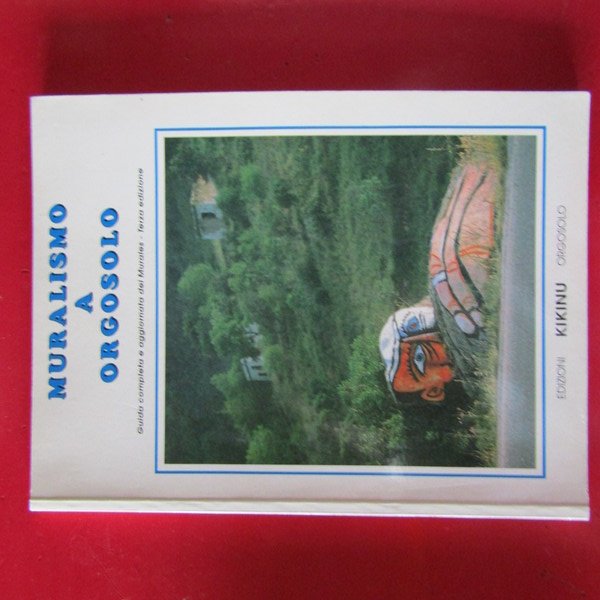 MURALISMO
A
ORGOSOLO
Guida completa e aggiornata dei Murales - Terza edizione
EDIZIONI KIKINU ORGOSOLO